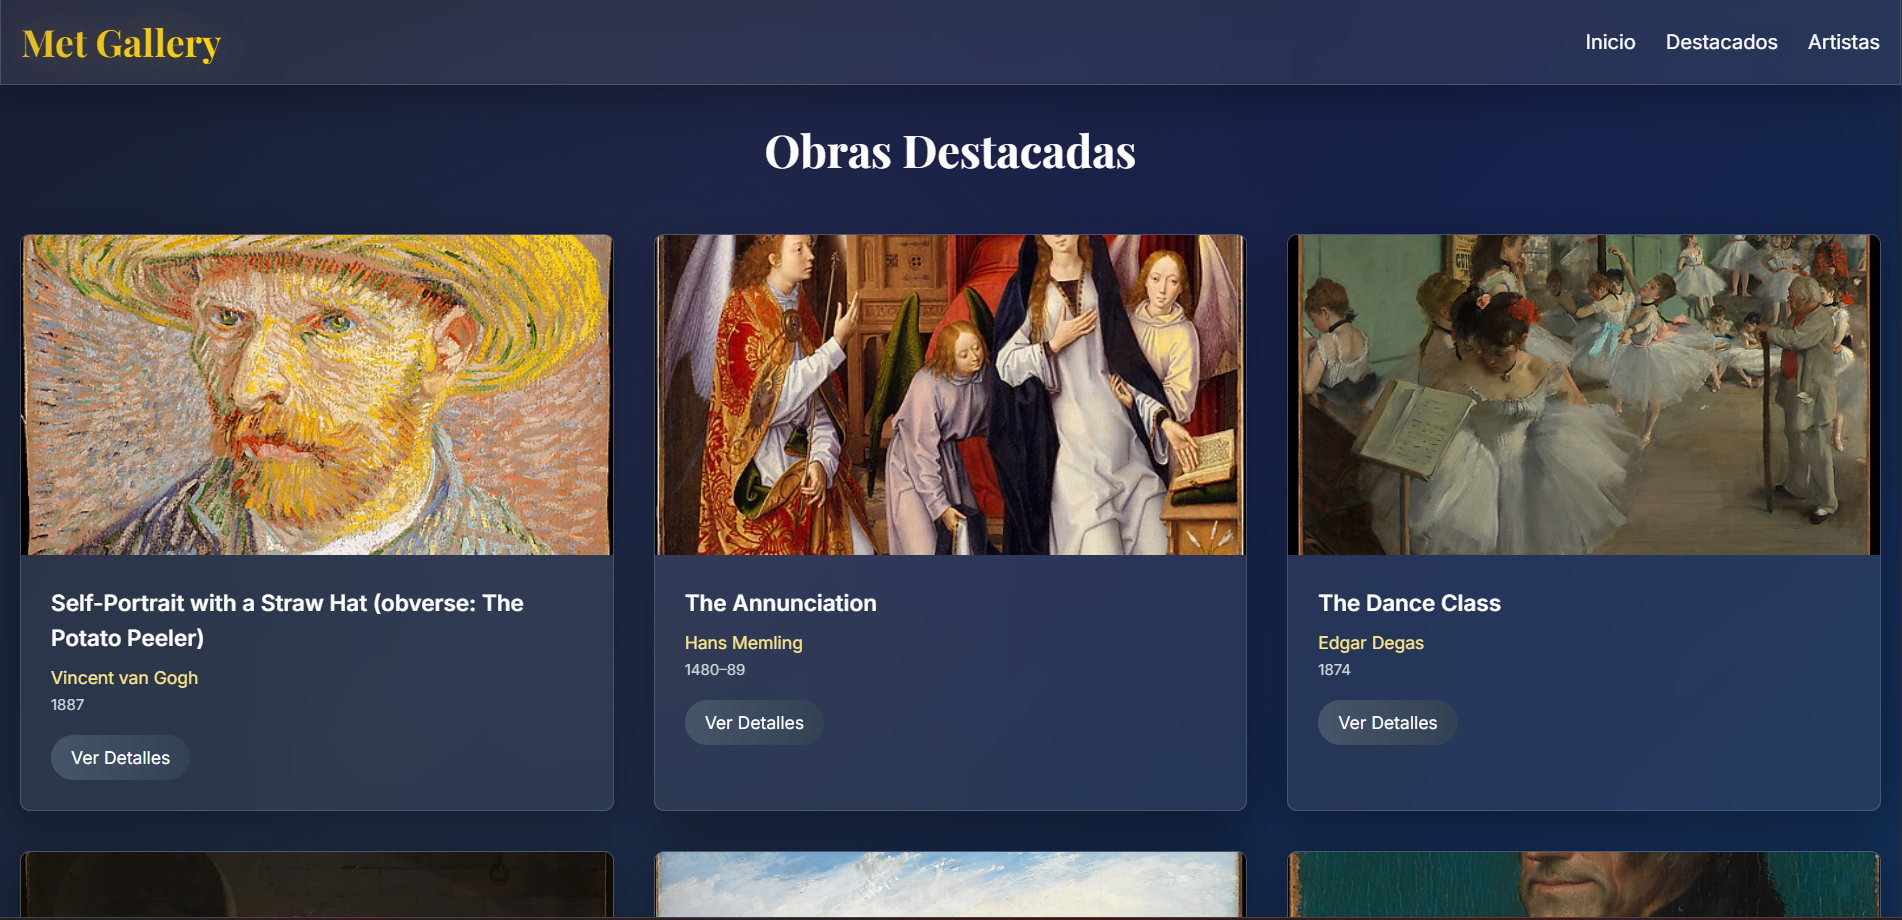 Met Gallery
Inicio
Destacados
Artistas
Obras Destacadas
Self-Portrait with a Straw Hat (obverse: The
Potato Peeler)
Vincent van Gogh
1887
Ver Detalles
The Annunciation
Hans Memling
1480–89
Ver Detalles
The Dance Class
Edgar Degas
1874
Ver Detalles